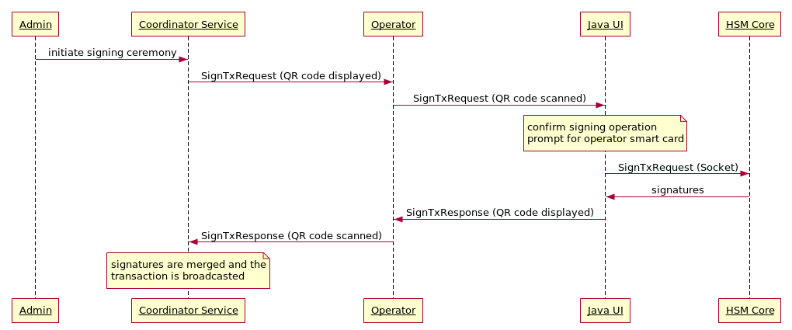 Admin
Coordinator Service
Operator
Java UI
HSM Core
initiate signing ceremony
SignTxRequest (QR code displayed)
SignTxRequest (QR code scanned)
confirm signing operation
prompt for operator smart card
SignTxRequest (Socket)
signatures
SignTxResponse (QR code displayed)
SignTxResponse (QR code scanned)
signatures are merged and the
transaction is broadcasted
Admin
Coordinator Service
Operator
Java UI
HSM Core